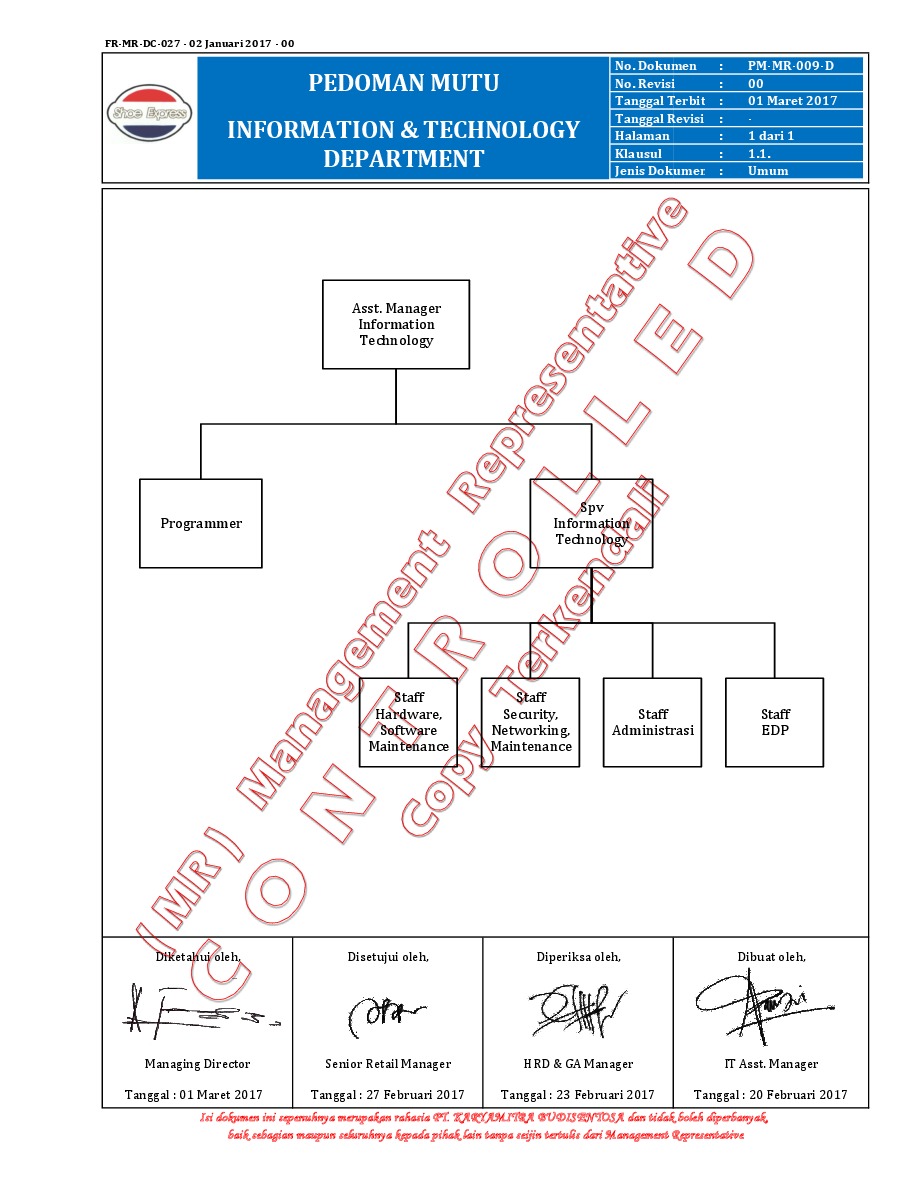 FR-MR-DC-027 - 02 Januari 2017 - 00
Shoe Express
PEDOMAN MUTU
INFORMATION & TECHNOLOGY
DEPARTMENT
No. Dokumen : PM-MR-009-D
No. Revisi : 00
Tanggal Terbit : 01 Maret 2017
Tanggal Revisi : -
Halaman : 1 dari 1
Klausul : 1.1.
Jenis Dokumen : Umum
Asst. Manager
Information
Technology
Programmer
Spv
Information
Technology
Staff
Hardware,
Software
Maintenance
Staff
Security,
Networking,
Maintenance
Staff
Administrasi
Staff
EDP
(MR) Management Representative
CONTROLLED
Copy Terkendali
Diketahui oleh,
Managing Director
Tanggal : 01 Maret 2017
Disetujui oleh,
Senior Retail Manager
Tanggal : 27 Februari 2017
Diperiksa oleh,
HRD & GA Manager
Tanggal : 23 Februari 2017
Dibuat oleh,
IT Asst. Manager
Tanggal : 20 Februari 2017
Isi dokumen ini sepenuhnya merupakan rahasia PT. KARYAMITRA BUDISENTOSA dan tidak boleh diperbanyak,
baik sebagian maupun seluruhnya kepada pihak lain tanpa seijin tertulis dari Management Representative